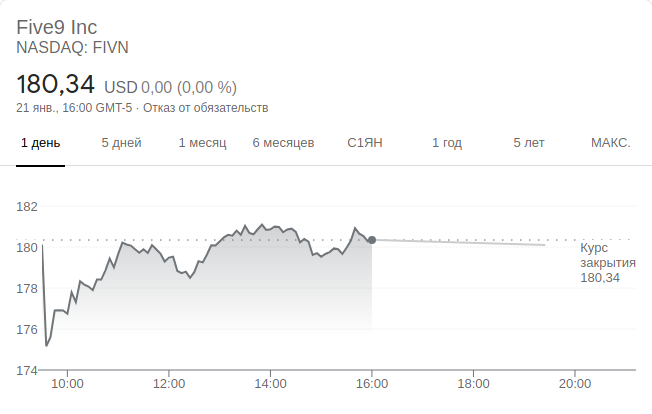 Five9 Inc
NASDAQ: FIVN
180,34 USD 0,00 (0,00 %)
21 янв., 16:00 GMT-5 · Отказ от обязательств
1 день 5 дней 1 месяц 6 месяцев С1ЯН 1 год 5 лет МАКС.
182
180
178
176
174
Курс
закрытия
180,34
10:00 12:00 14:00 16:00 18:00 20:00